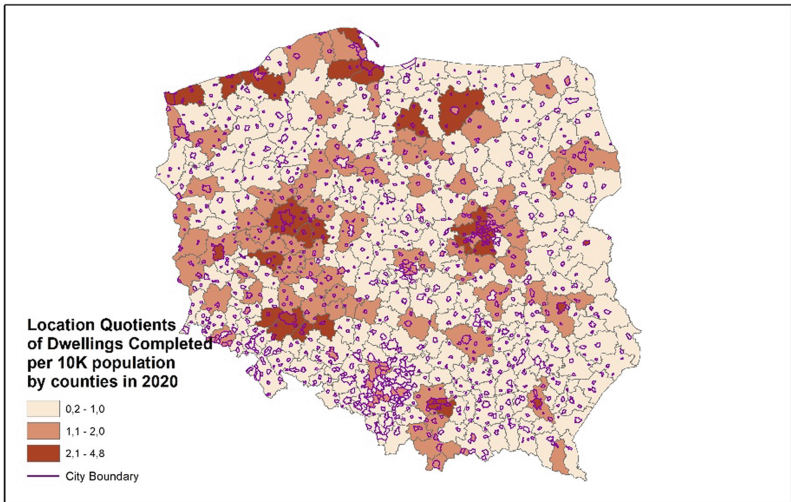 Location Quotients
of Dwellings Completed
per 10K population
by counties in 2020
0,2 - 1,0
1,1 - 2,0
2,1 - 4,8
City Boundary